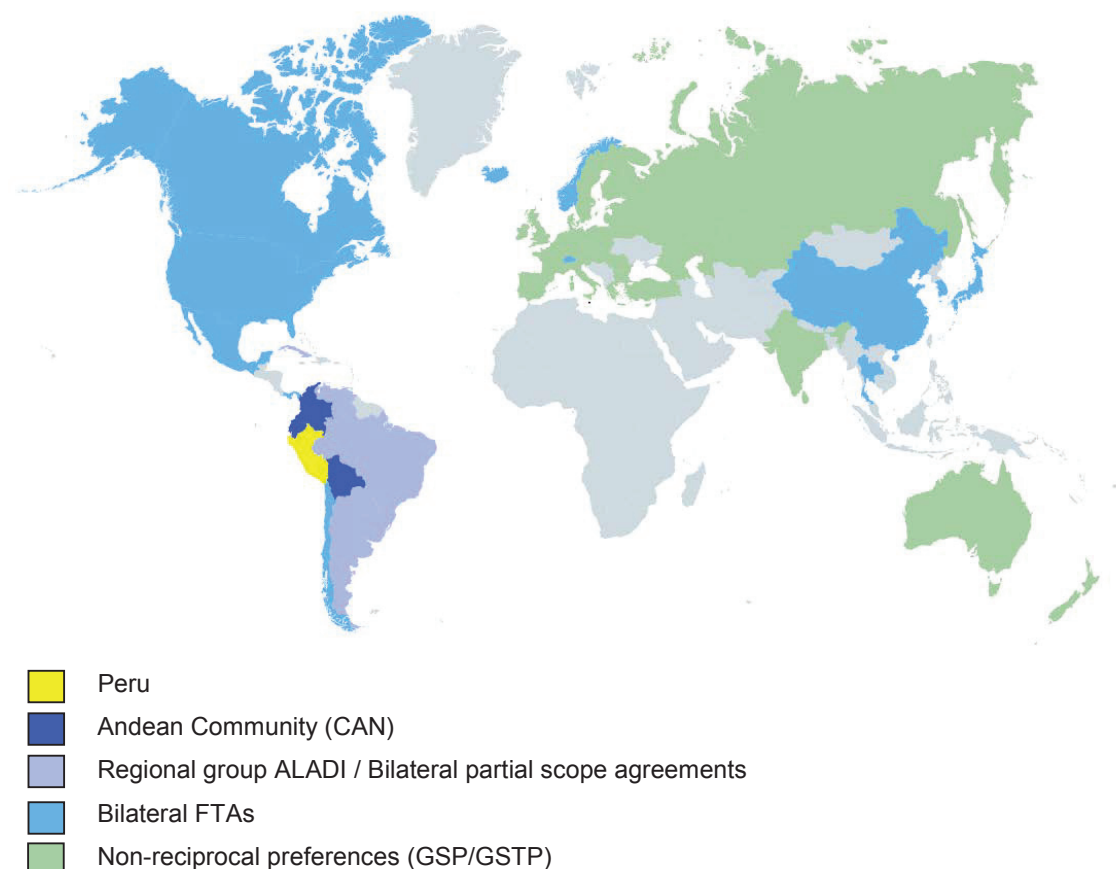 Peru
Andean Community (CAN)
Regional group ALADI / Bilateral partial scope agreements
Bilateral FTAs
Non-reciprocal preferences (GSP/GSTP)